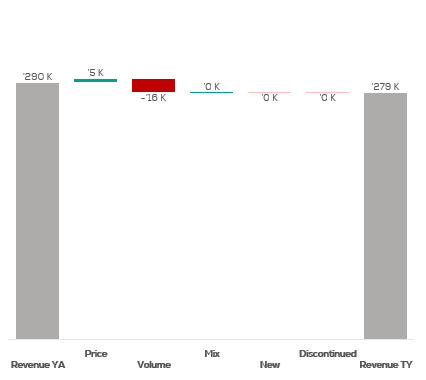 '290 K
'5 K
-'16 K
'0 K
'0 K
'0 K
'279 K
Revenue YA
Price
Volume
Mix
New
Discontinued
Revenue TY